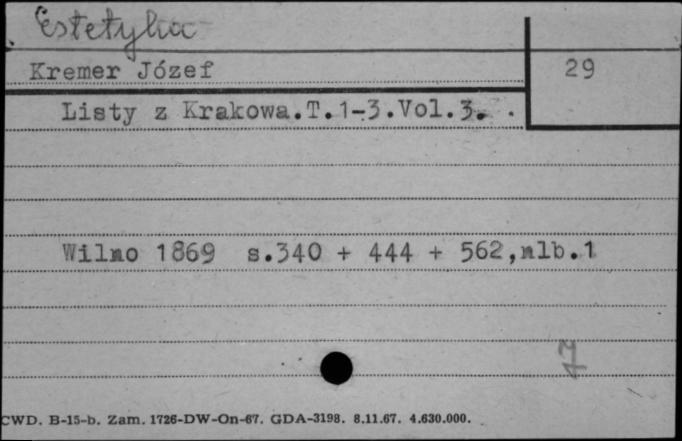 Estetyka
Kremer Józef
29
Listy z Krakowa.T.1-3.Vol.3.
Wilno 1869 s.340 + 444 + 562,nlb.1
CWD. B-15-b. Zam. 1726-DW-On-67. GDA-3198. 8.11.67. 4.630.000.